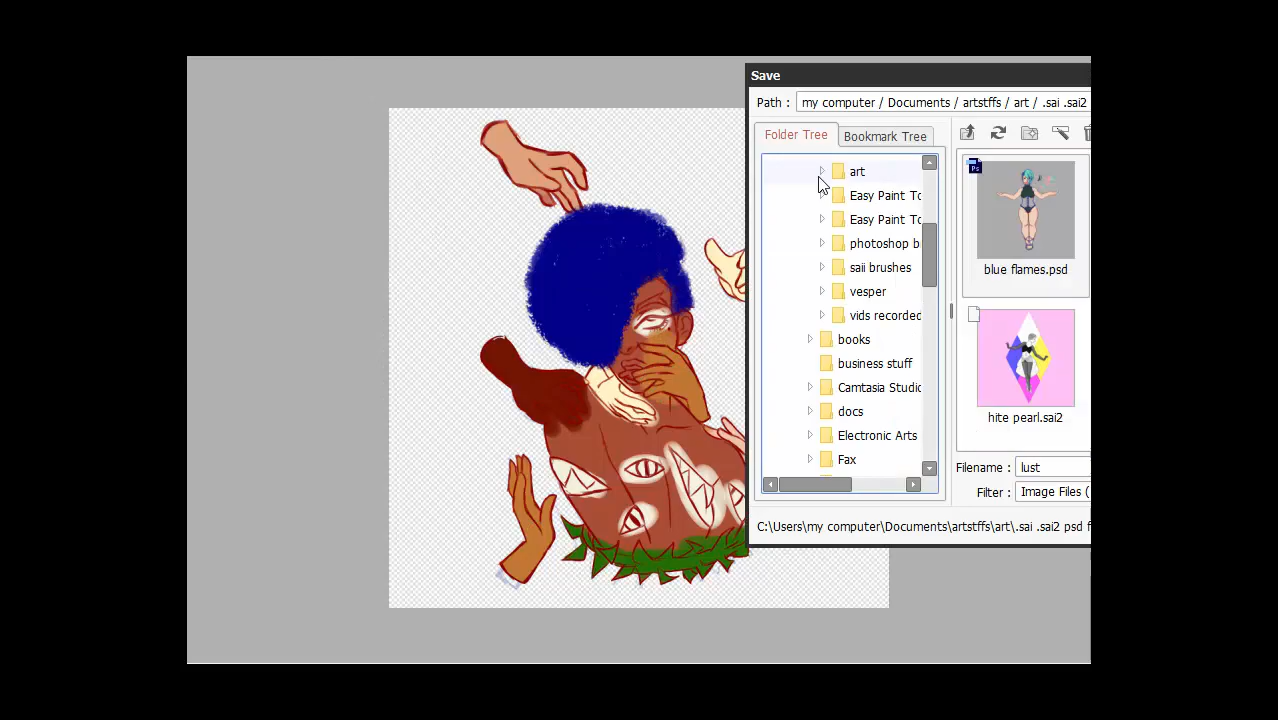 Save
Path : my computer / Documents / artstffs / art / .sai .sai2
Folder Tree
Bookmark Tree
art
Easy Paint To
Easy Paint To
photoshop b
saii brushes
vesper
vids recorded
books
business stuff
Camtasia Studio
docs
Electronic Arts
Fax
Ps
blue flames.psd
hite pearl.sai2
Filename : lust
Filter : Image Files (
C:\Users\my computer\Documents\artstffs\art\.sai .sai2 psd f